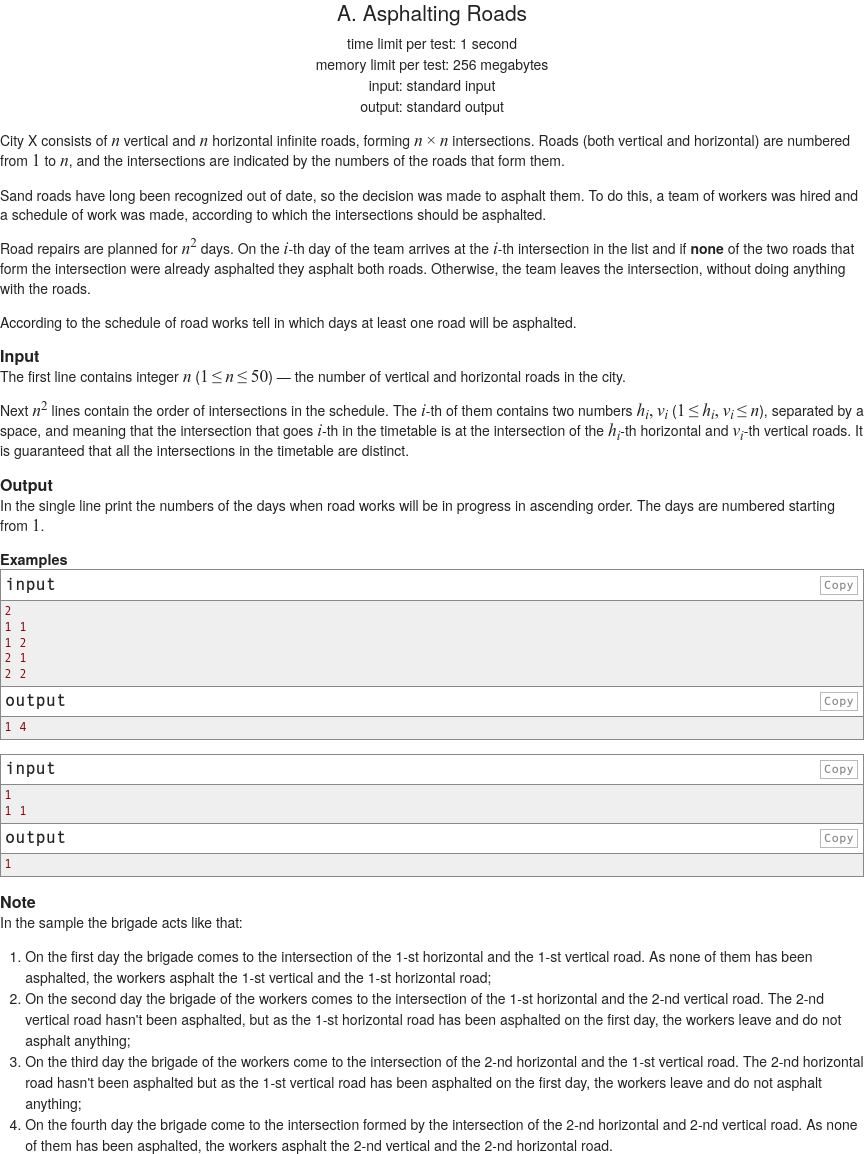 A. Asphalting Roads
time limit per test: 1 second
memory limit per test: 256 megabytes
input: standard input
output: standard output
City X consists of n vertical and n horizontal infinite roads, forming n × n intersections. Roads (both vertical and horizontal) are numbered
from 1 to n, and the intersections are indicated by the numbers of the roads that form them.
Sand roads have long been recognized out of date, so the decision was made to asphalt them. To do this, a team of workers was hired and
a schedule of work was made, according to which the intersections should be asphalted.
Road repairs are planned for n² days. On the i-th day of the team arrives at the i-th intersection in the list and if none of the two roads that
form the intersection were already asphalted they asphalt both roads. Otherwise, the team leaves the intersection, without doing anything
with the roads.
According to the schedule of road works tell in which days at least one road will be asphalted.
Input
The first line contains integer n (1 ≤ n ≤ 50) — the number of vertical and horizontal roads in the city.
Next n² lines contain the order of intersections in the schedule. The i-th of them contains two numbers hᵢ, vᵢ (1 ≤ hᵢ, vᵢ ≤ n), separated by a
space, and meaning that the intersection that goes i-th in the timetable is at the intersection of the hᵢ-th horizontal and vᵢ-th vertical roads. It
is guaranteed that all the intersections in the timetable are distinct.
Output
In the single line print the numbers of the days when road works will be in progress in ascending order. The days are numbered starting
from 1.
Examples
input Copy
2
1 1
1 2
2 1
2 2
output Copy
1 4
input Copy
1
1 1
output Copy
1
Note
In the sample the brigade acts like that:
1. On the first day the brigade comes to the intersection of the 1-st horizontal and the 1-st vertical road. As none of them has been
asphalted, the workers asphalt the 1-st vertical and the 1-st horizontal road;
2. On the second day the brigade of the workers comes to the intersection of the 1-st horizontal and the 2-nd vertical road. The 2-nd
vertical road hasn't been asphalted, but as the 1-st horizontal road has been asphalted on the first day, the workers leave and do not
asphalt anything;
3. On the third day the brigade of the workers come to the intersection of the 2-nd horizontal and the 1-st vertical road. The 2-nd horizontal
road hasn't been asphalted but as the 1-st vertical road has been asphalted on the first day, the workers leave and do not asphalt
anything;
4. On the fourth day the brigade come to the intersection formed by the intersection of the 2-nd horizontal and 2-nd vertical road. As none
of them has been asphalted, the workers asphalt the 2-nd vertical and the 2-nd horizontal road.